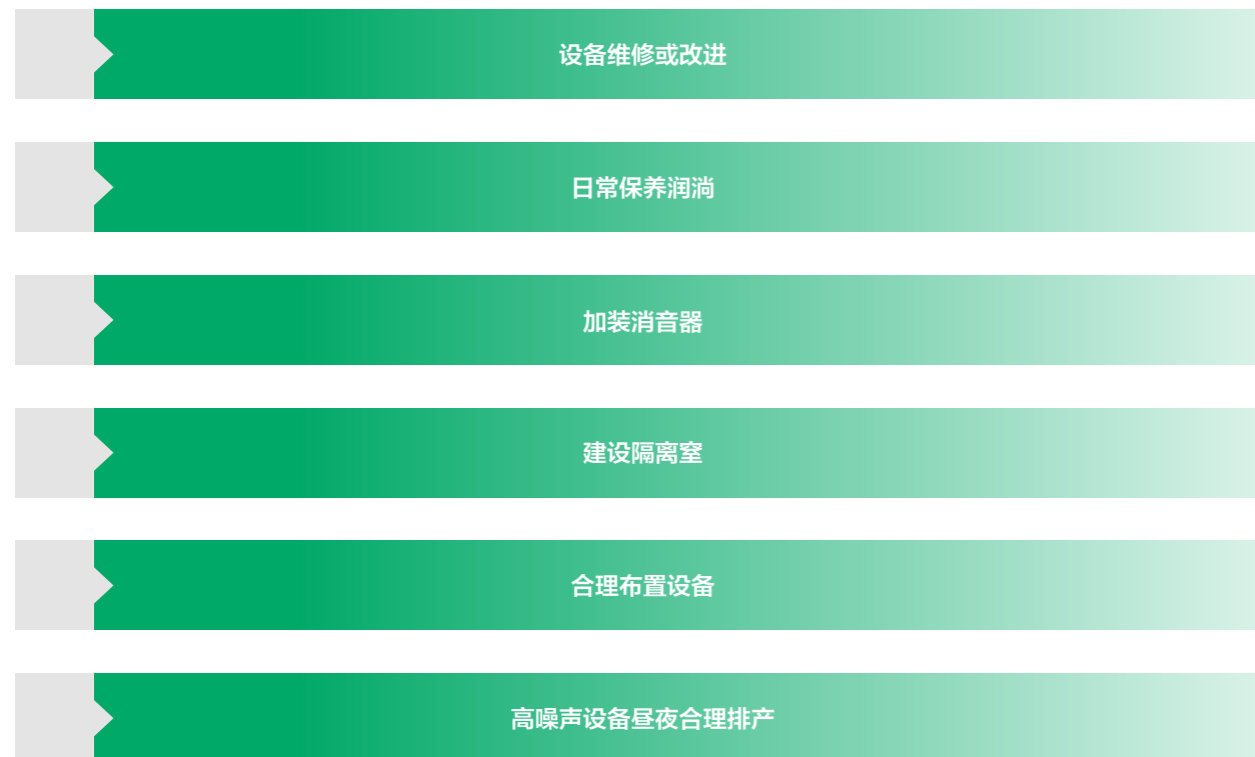 设备维修或改进
日常保养润淌
加装消音器
建设隔离窒
合理布置设备
高噪声设备昼夜合理排产